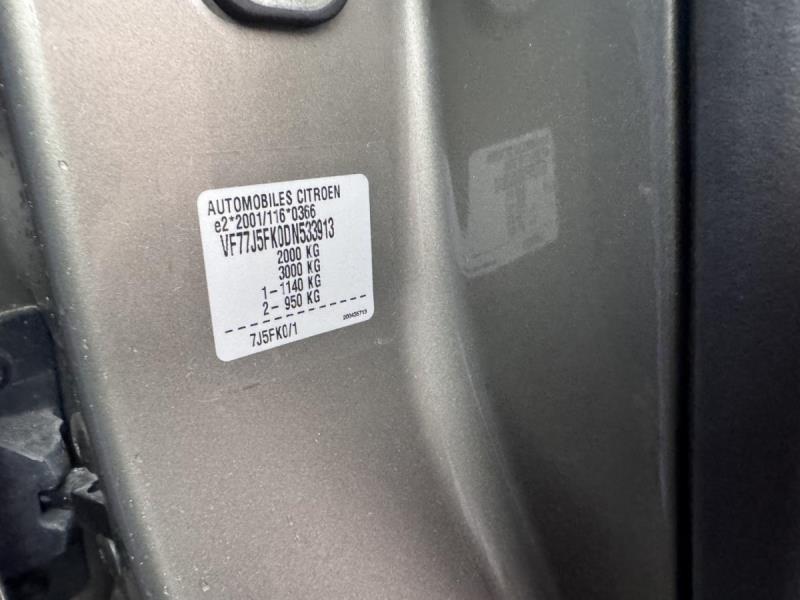 AUTOMOBILES CITROEN
e2*2001/116*0366
VF77J5FK0DN533913
2000 KG
3000 KG
1-1140 KG
2- 950 KG
200435713
7J5FK0/1